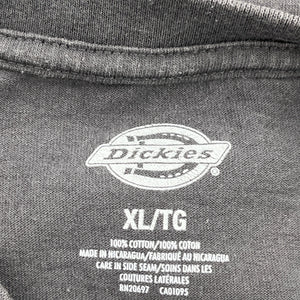 Dickies®
XL/TG
100% COTTON/100% COTON
MADE IN NICARAGUA/FABRIQUÉ AU NICARAGUA
CARE IN SIDE SEAM/SOINS DANS LES
COUTURES LATÉRALES
RN20697 CA01095